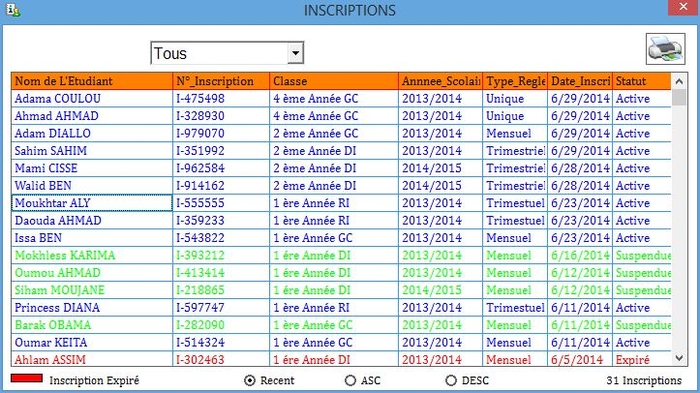 INSCRIPTIONS
Tous
Nom de L'Etudiant N°_Inscription Classe Annnee_Scolair Type_Regle Date_Inscri Statut
Adama COULOU I-475498 4 ème Année GC 2013/2014 Unique 6/29/2014 Active
Ahmad AHMAD I-328930 4 ème Année GC 2013/2014 Unique 6/29/2014 Active
Adam DIALLO I-979070 2 ème Année GC 2013/2014 Mensuel 6/29/2014 Active
Sahim SAHIM I-351992 2 ème Année DI 2013/2014 Trimestriel 6/29/2014 Active
Mami CISSE I-962584 2 ème Année DI 2014/2015 Trimestriel 6/28/2014 Active
Walid BEN I-914162 2 ème Année DI 2014/2015 Trimestriel 6/28/2014 Active
Moukhtar ALY I-555555 1 ère Année RI 2013/2014 Trimestuel 6/23/2014 Active
Daouda AHMAD I-359233 1 ère Année RI 2013/2014 Trimestuel 6/23/2014 Active
Issa BEN I-543822 1 ére Année GC 2013/2014 Mensuel 6/23/2014 Active
Mokhless KARIMA I-393212 1 ére Année DI 2013/2014 Mensuel 6/16/2014 Suspendue
Oumou AHMAD I-413414 1 ére Année DI 2013/2014 Mensuel 6/12/2014 Suspendue
Siham MOUJANE I-218865 1 ére Année DI 2014/2015 Mensuel 6/12/2014 Suspendue
Princess DIANA I-597747 1 ère Année RI 2013/2014 Trimestuel 6/11/2014 Active
Barak OBAMA I-282090 1 ére Année GC 2013/2014 Mensuel 6/11/2014 Suspendue
Oumar KEITA I-514324 1 ére Année GC 2013/2014 Mensuel 6/11/2014 Active
Ahlam ASSIM I-302463 1 ére Année DI 2013/2014 Mensuel 6/5/2014 Expiré
Inscription Expiré Recent ASC DESC 31 Inscriptions